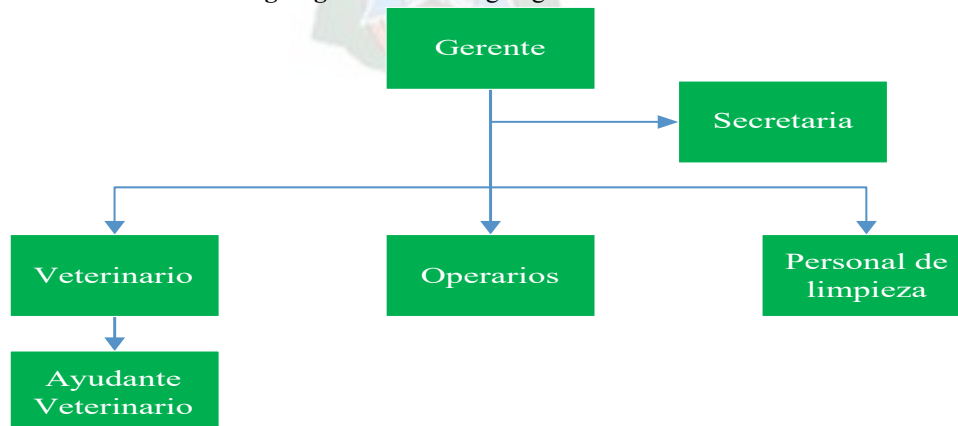 Gerente
Secretaria
Veterinario
Operarios
Personal de
limpieza
Ayudante
Veterinario